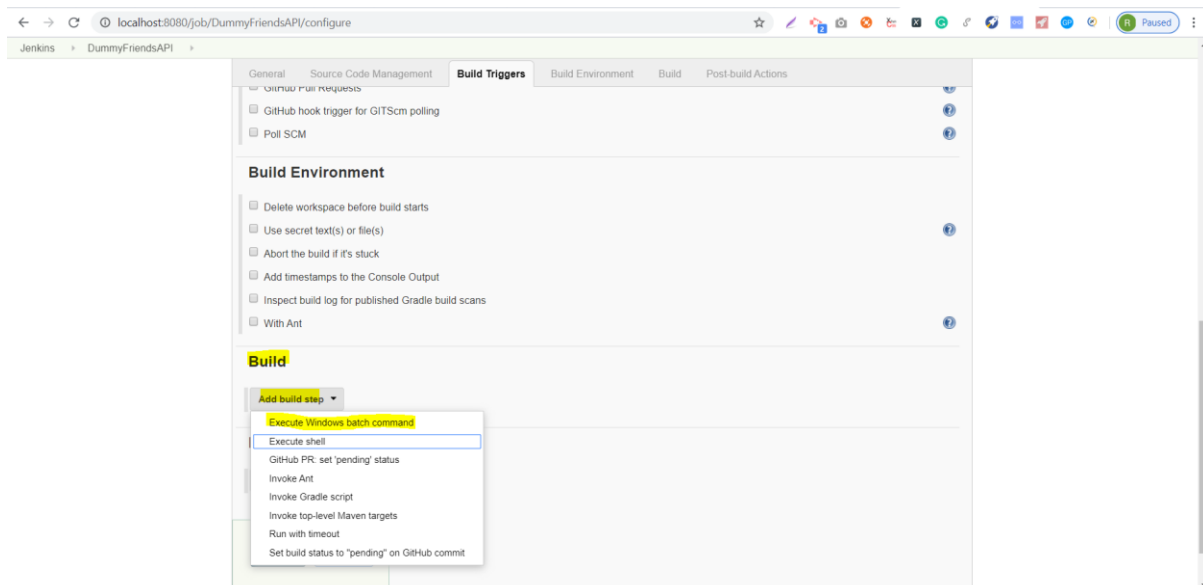 localhost:8080/job/DummyFriendsAPI/configure
2
R Paused
Jenkins DummyFriendsAPI
General Source Code Management Build Triggers Build Environment Build Post-build Actions
GitHub Pull Requests
GitHub hook trigger for GITScm polling
Poll SCM
Build Environment
Delete workspace before build starts
Use secret text(s) or file(s)
Abort the build if it's stuck
Add timestamps to the Console Output
Inspect build log for published Gradle build scans
With Ant
Build
Add build step
Execute Windows batch command
Execute shell
GitHub PR: set 'pending' status
Invoke Ant
Invoke Gradle script
Invoke top-level Maven targets
Run with timeout
Set build status to "pending" on GitHub commit